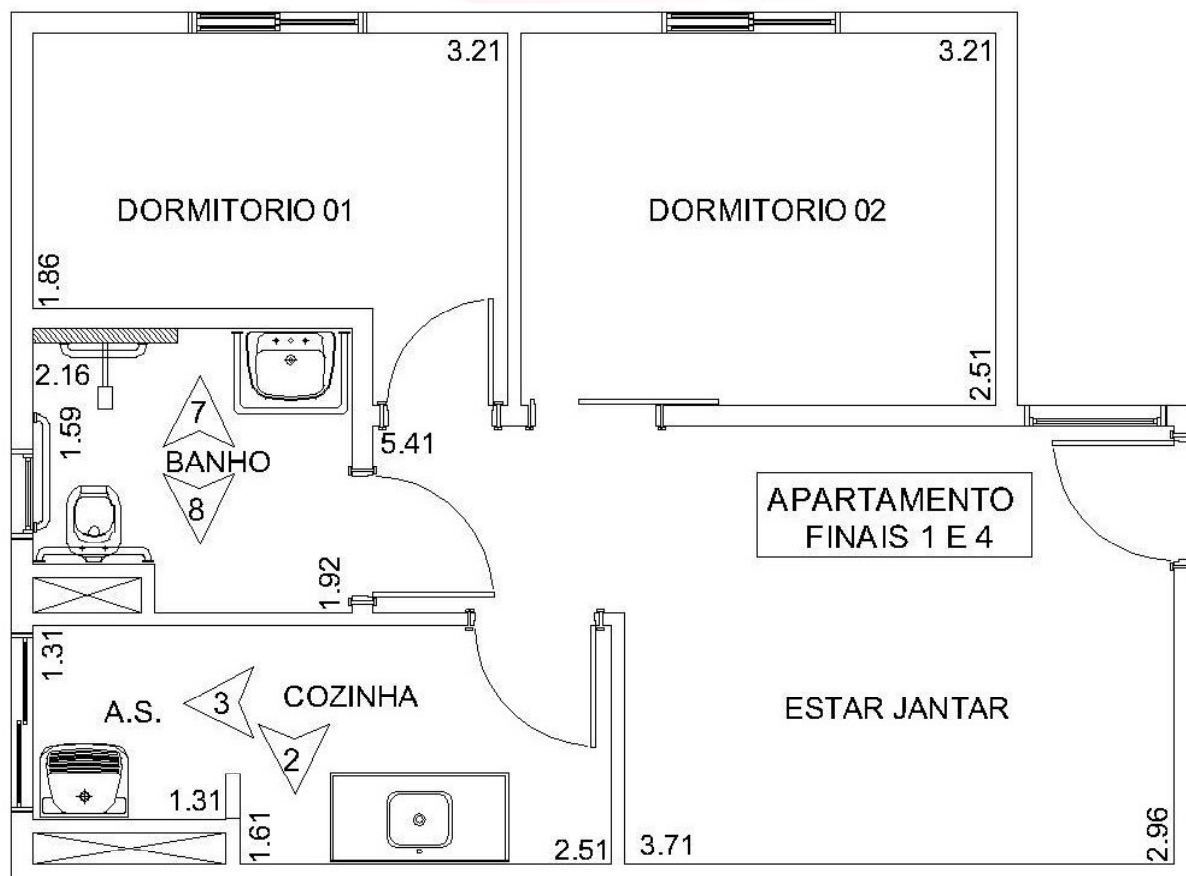 3.21
3.21
DORMITORIO 01
DORMITORIO 02
1.86
2.51
2.16
1.59
7
BANHO
8
5.41
1.92
APARTAMENTO
FINAIS 1 E 4
1.31
A.S.
3
COZINHA
2
ESTAR JANTAR
1.31
1.61
2.51
3.71
2.96